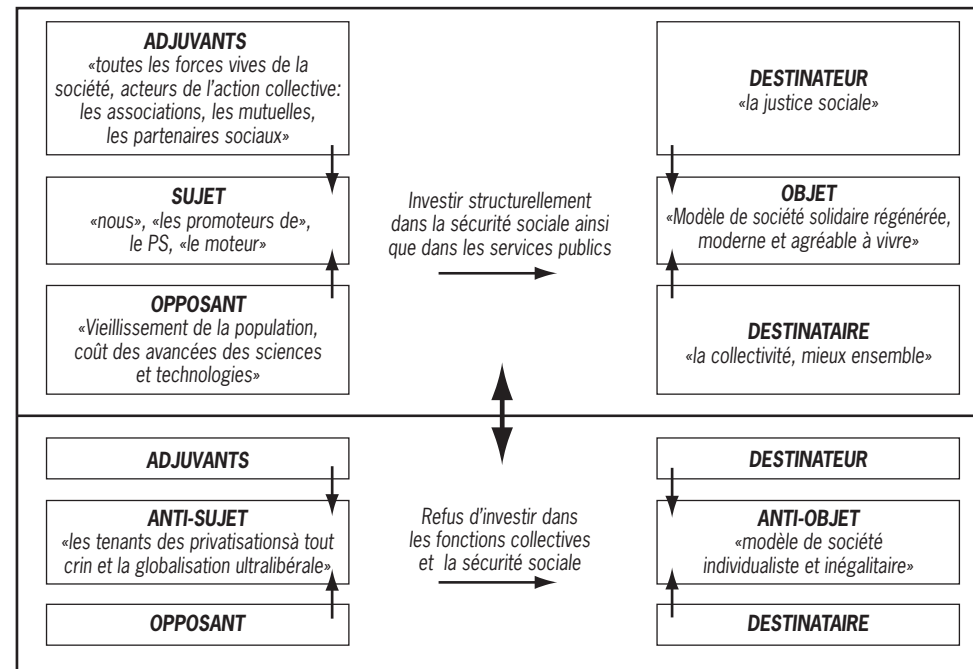 ADJUVANTS
«toutes les forces vives de la
société, acteurs de l'action collective:
les associations, les mutuelles,
les partenaires sociaux»
DESTINATEUR
«la justice sociale»
SUJET
«nous», «les promoteurs de»,
le PS, «le moteur»
Investir structurellement
dans la sécurité sociale ainsi
que dans les services publics
OBJET
«Modèle de société solidaire régénérée,
moderne et agréable à vivre»
OPPOSANT
«Vieillissement de la population,
coût des avancées des sciences
et technologies»
DESTINATAIRE
«la collectivité, mieux ensemble»
ADJUVANTS
DESTINATEUR
ANTI-SUJET
«les tenants des privatisationsà tout
crin et la globalisation ultralibérale»
Refus d'investir dans
les fonctions collectives
et la sécurité sociale
ANTI-OBJET
«modèle de société
individualiste et inégalitaire»
OPPOSANT
DESTINATAIRE